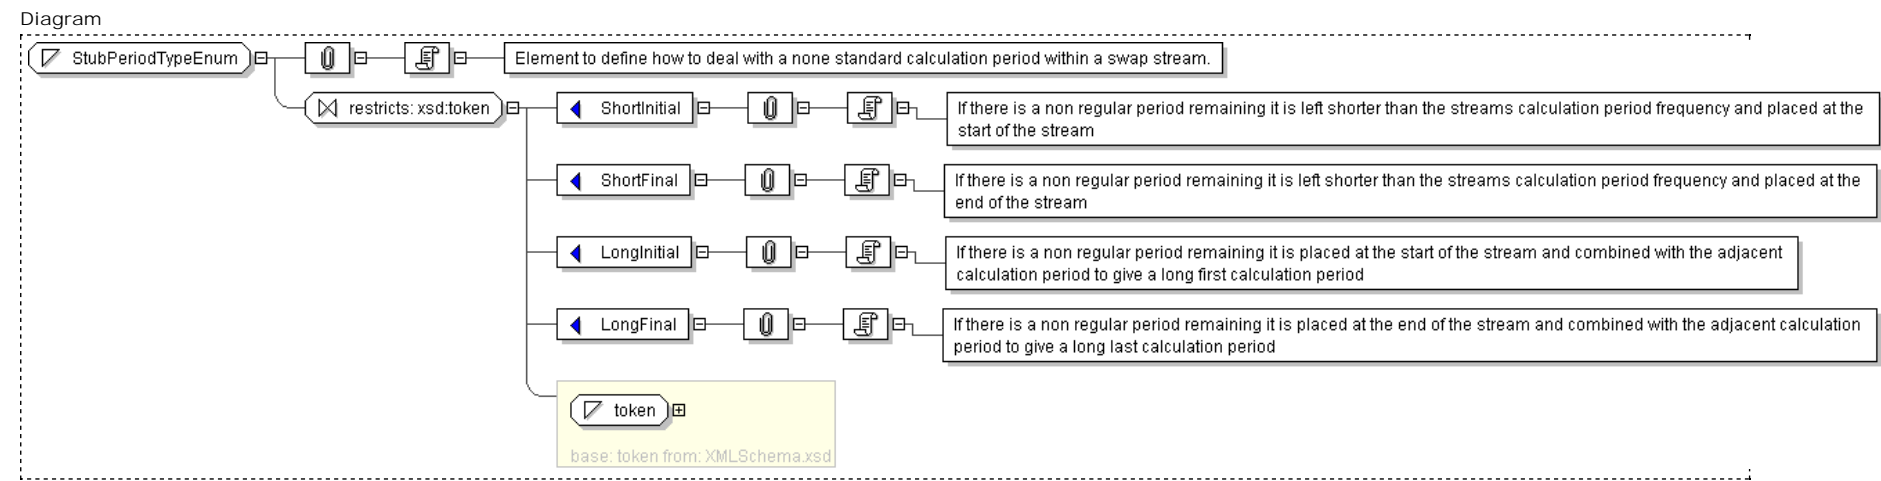 Diagram
StubPeriodTypeEnum
Element to define how to deal with a none standard calculation period within a swap stream.
restricts: xsd:token
ShortInitial
If there is a non regular period remaining it is left shorter than the streams calculation period frequency and placed at the
start of the stream
ShortFinal
If there is a non regular period remaining it is left shorter than the streams calculation period frequency and placed at the
end of the stream
LongInitial
If there is a non regular period remaining it is placed at the start of the stream and combined with the adjacent
calculation period to give a long first calculation period
LongFinal
If there is a non regular period remaining it is placed at the end of the stream and combined with the adjacent calculation
period to give a long last calculation period
token
base: token from: XMLSchema.xsd